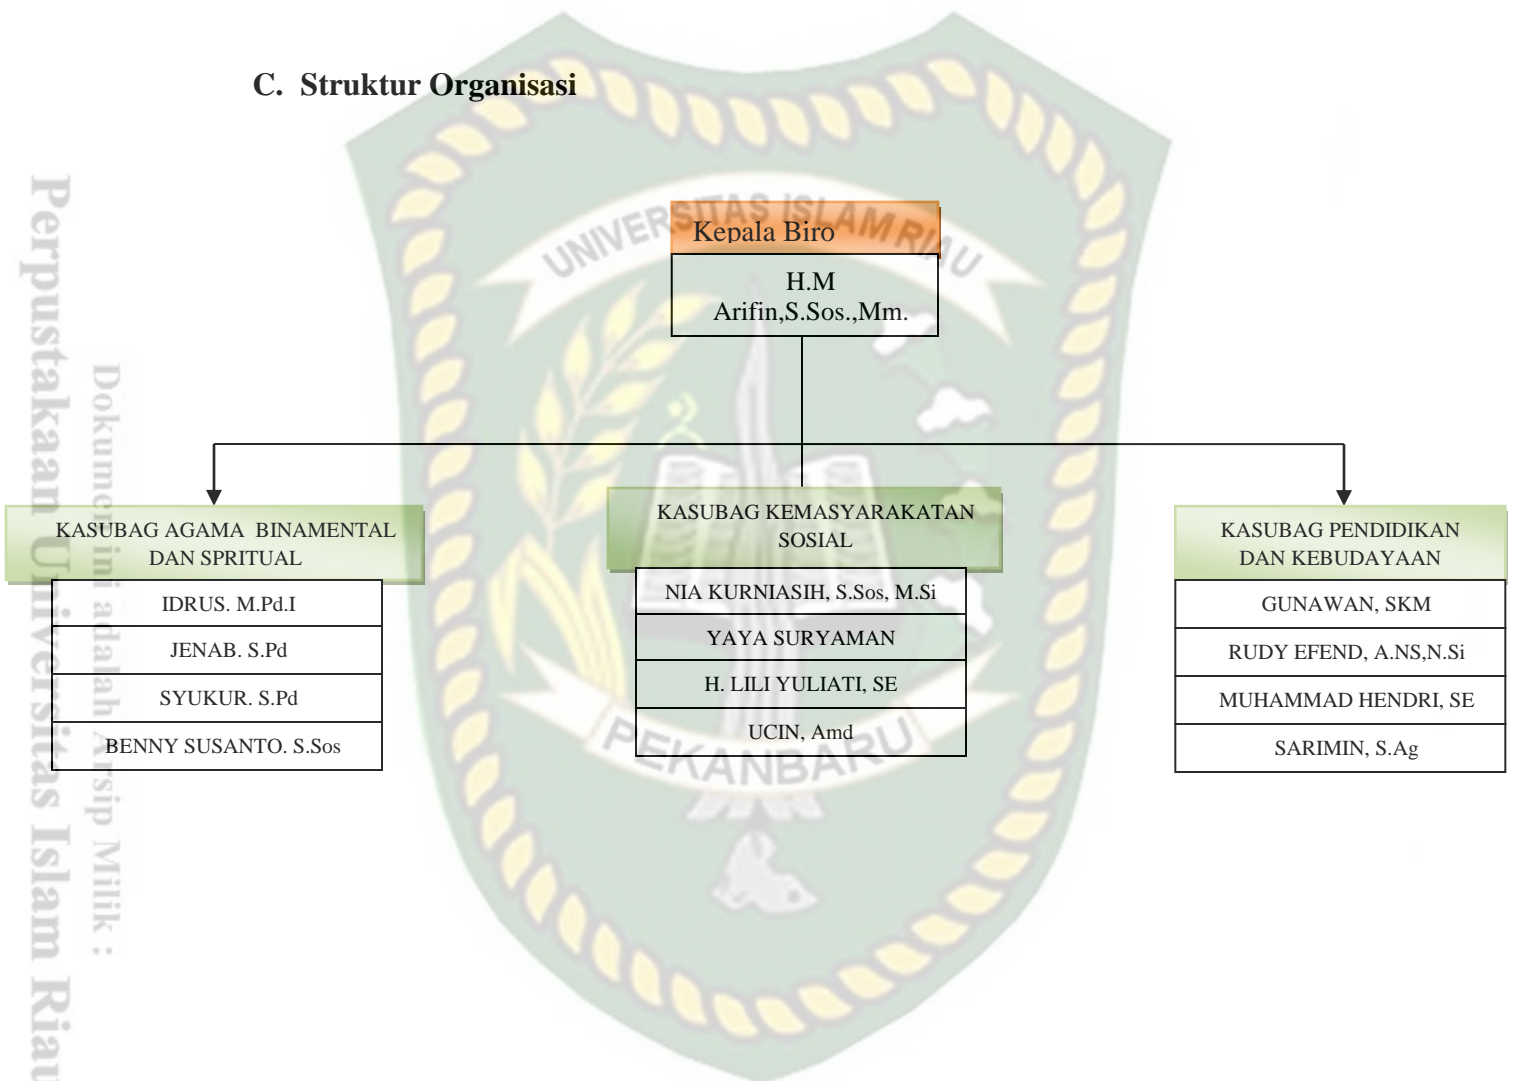 C. Struktur Organisasi
UNIVERSITAS ISLAM RIAU
Kepala Biro
H.M
Arifin,S.Sos.,Mm.
KASUBAG AGAMA BINAMENTAL
DAN SPRITUAL
IDRUS. M.Pd.I
JENAB. S.Pd
SYUKUR. S.Pd
BENNY SUSANTO. S.Sos
KASUBAG KEMASYARAKATAN
SOSIAL
NIA KURNIASIH, S.Sos, M.Si
YAYA SURYAMAN
H. LILI YULIATI, SE
UCIN, Amd
KASUBAG PENDIDIKAN
DAN KEBUDAYAAN
GUNAWAN, SKM
RUDY EFEND, A.NS,N.Si
MUHAMMAD HENDRI, SE
SARIMIN, S.Ag
PEKANBARU
Dokumen ini adalah Arsip Milik :
Perpustakaan Universitas Islam Riau